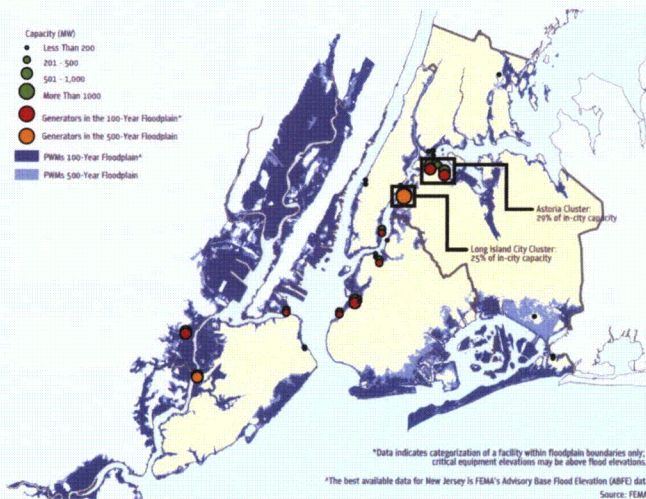 Capacity (MW)
Less Than 200
201 - 500
501 - 1,000
More Than 1000
Generators in the 100-Year Floodplain*
Generators in the 500-Year Floodplain
PWMs 100-Year Floodplain^
PWMs 500-Year Floodplain
Astoria Cluster:
29% of in-city capacity
Long Island City Cluster:
25% of in-city capacity
*Data indicates categorization of a facility within floodplain boundaries only;
critical equipment elevations may be above flood elevations
^The best available data for New Jersey is FEMA's Advisory Base Flood Elevation (ABFE) dat
Source: FEMA